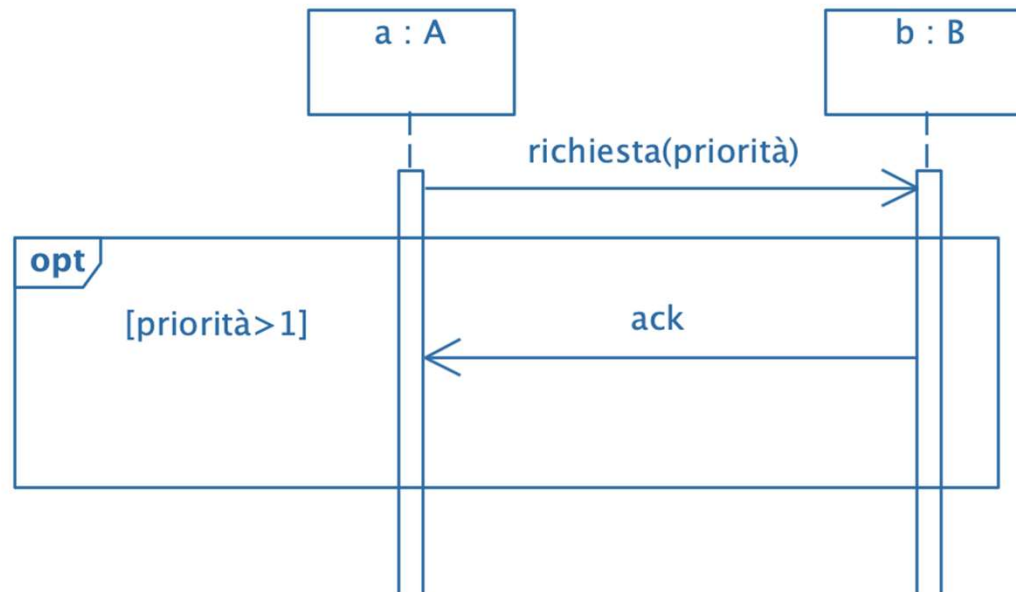 a : A
b : B
richiesta(priorità)
opt
[priorità>1]
ack